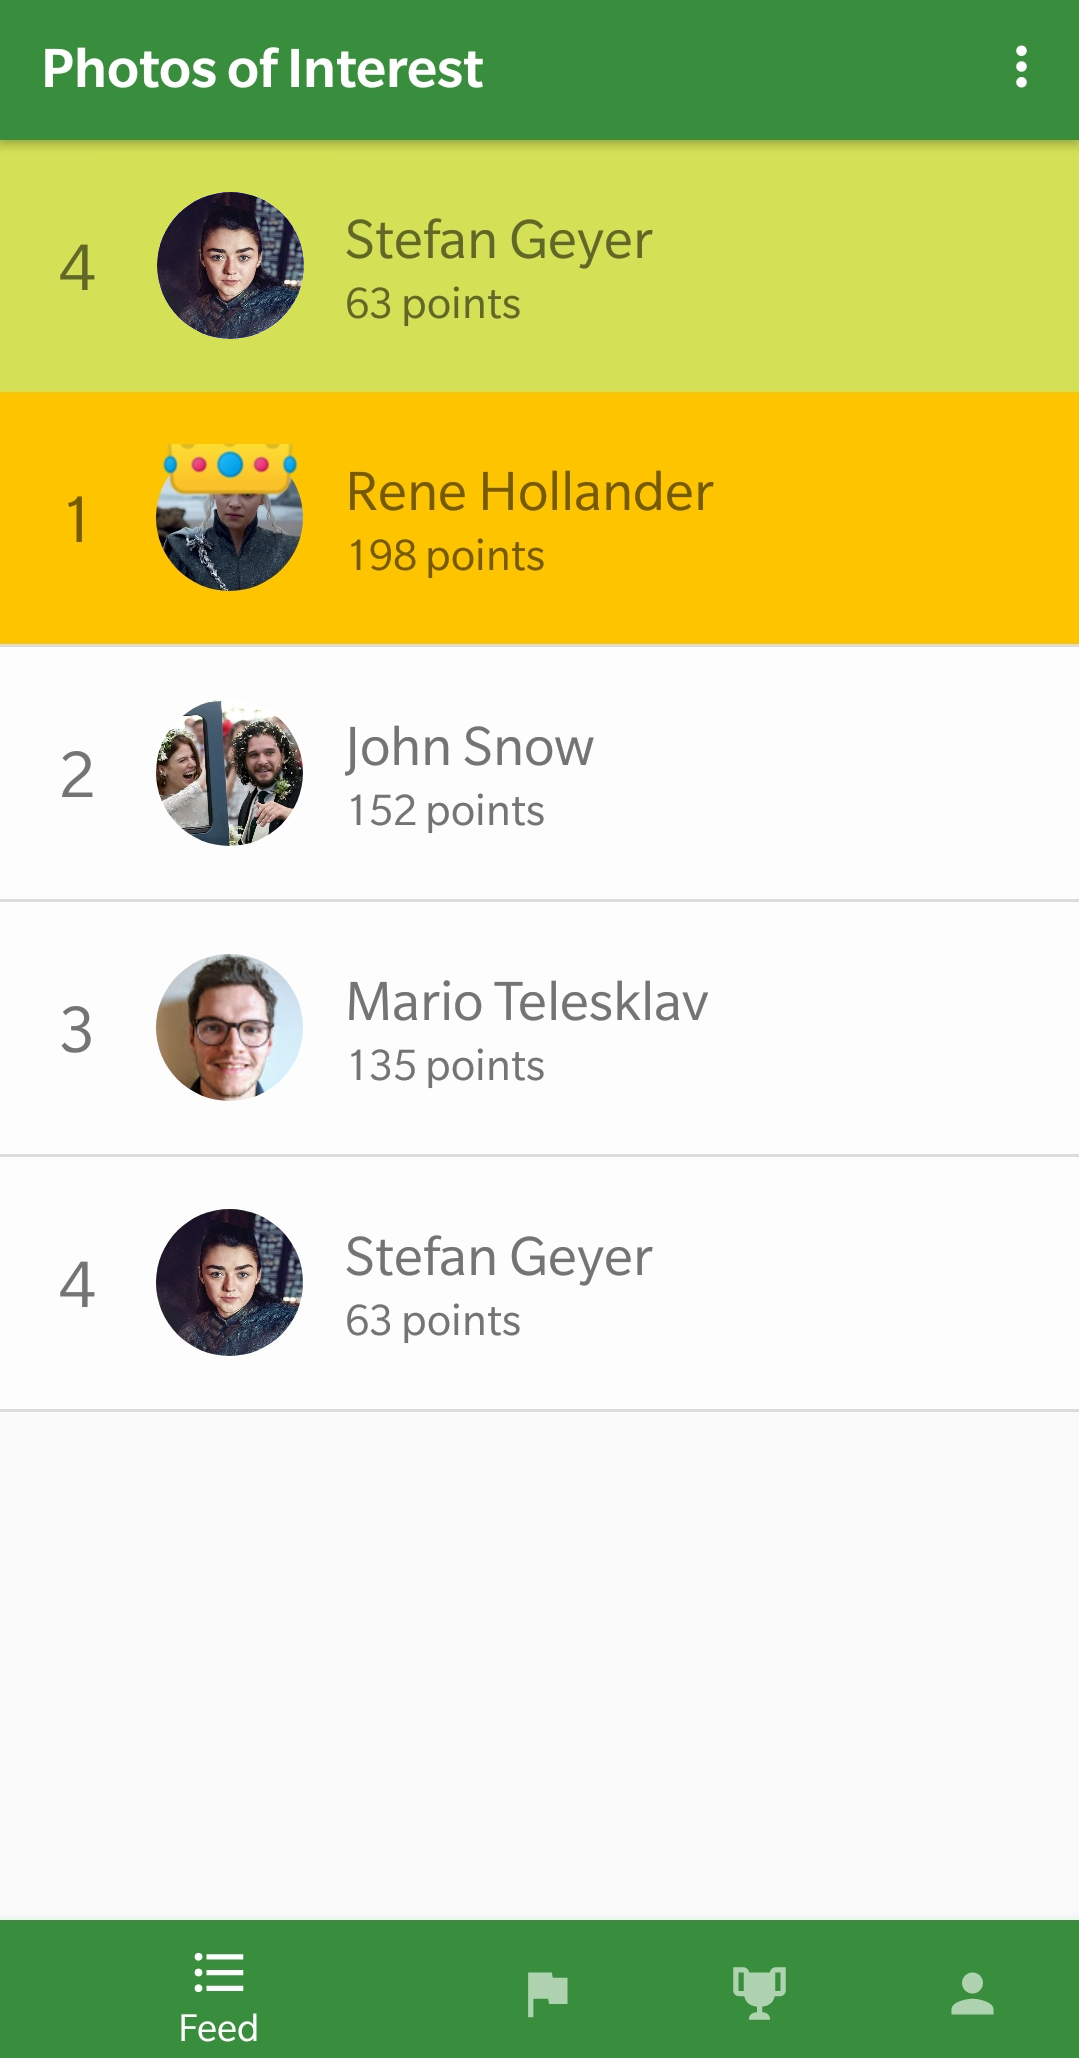 Photos of Interest
4
Stefan Geyer
63 points
1
Rene Hollander
198 points
2
John Snow
152 points
3
Mario Telesklav
135 points
4
Stefan Geyer
63 points
Feed